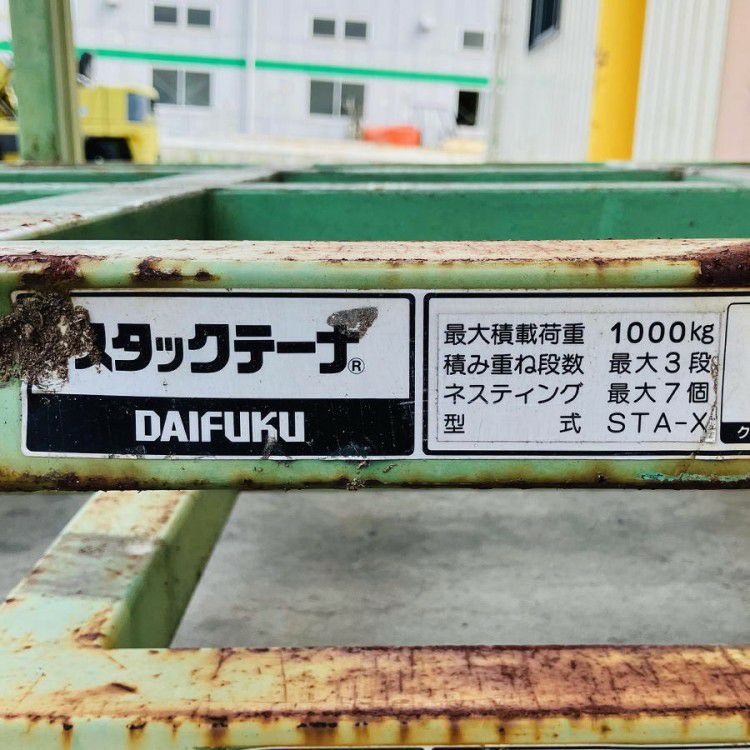 スタックテーナ®
DAIFUKU
最大積載荷重 1000kg
積み重ね段数 最大3段
ネスティング 最大7個
型式 STA-X
ク